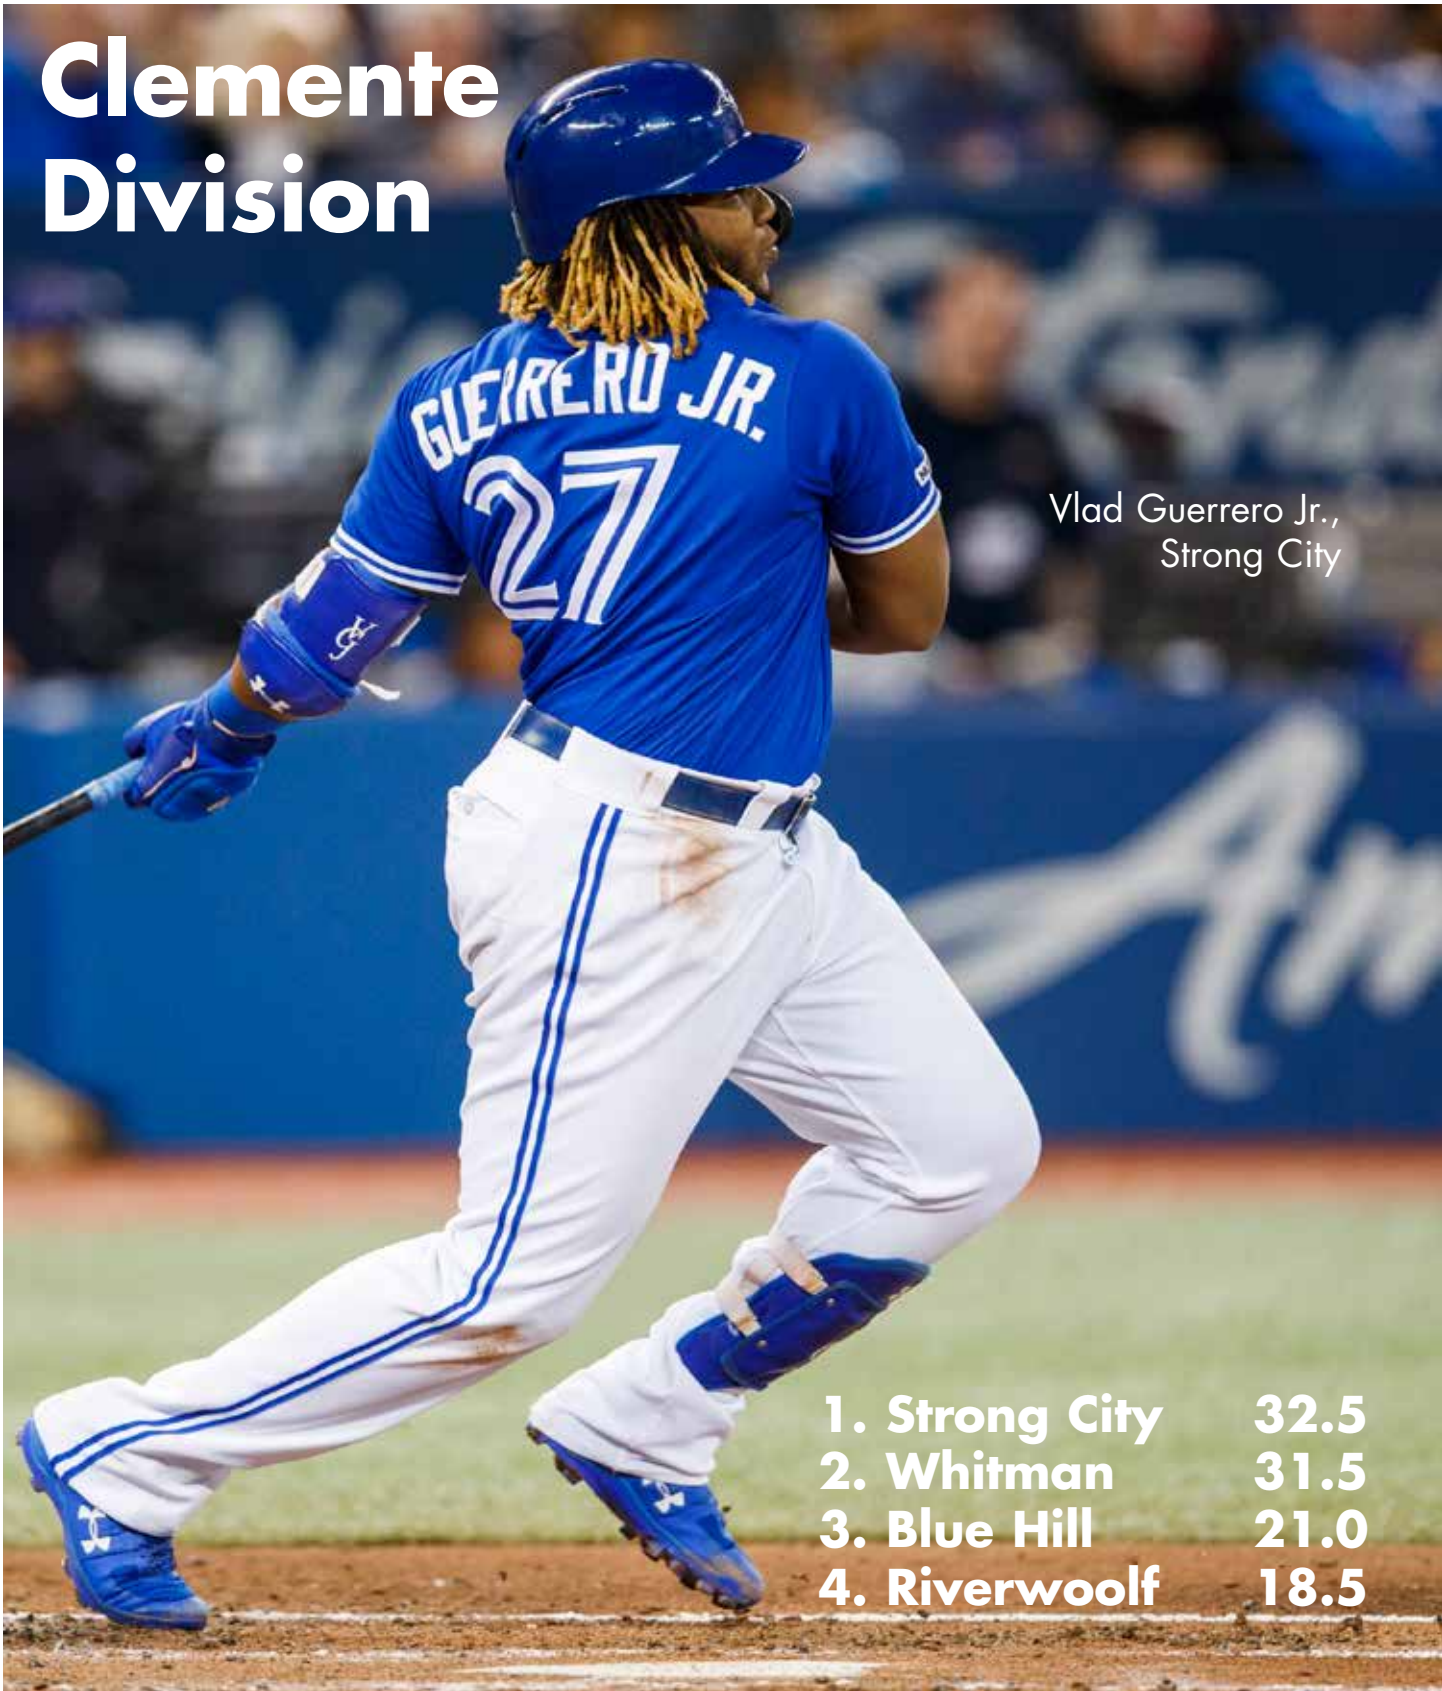 Clemente
Division
GUERRERO JR.
27
Vlad Guerrero Jr.,
Strong City
1. Strong City 32.5
2. Whitman 31.5
3. Blue Hill 21.0
4. Riverwoolf 18.5